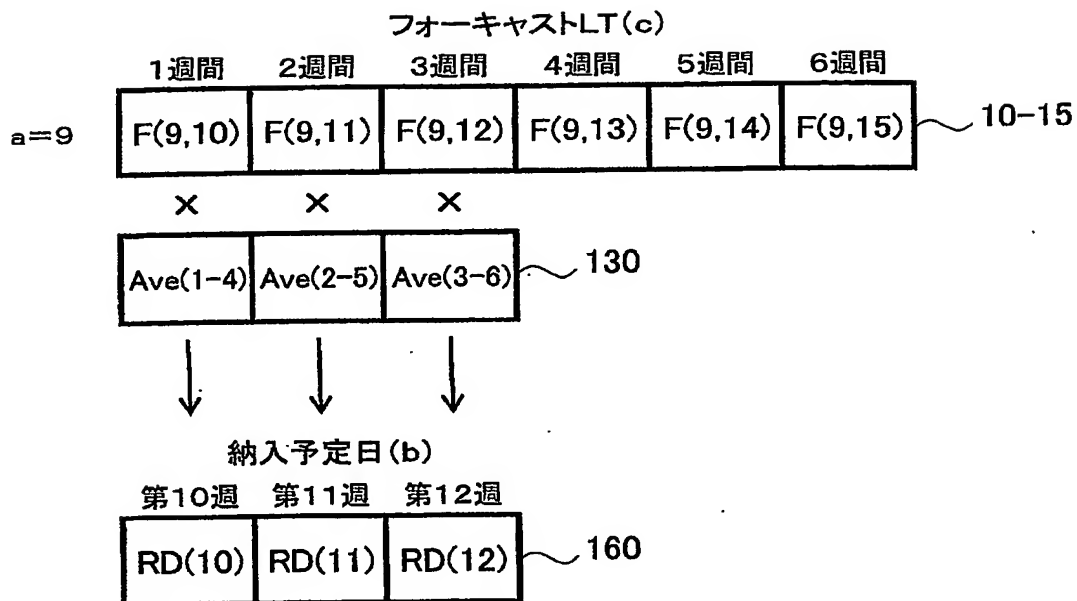 フォーキャストLT(c)
1週間 2週間 3週間 4週間 5週間 6週間
a=9 F(9,10) F(9,11) F(9,12) F(9,13) F(9,14) F(9,15) 10-15
× × ×
Ave(1-4) Ave(2-5) Ave(3-6) 130
納入予定日(b)
第10週 第11週 第12週
RD(10) RD(11) RD(12) 160